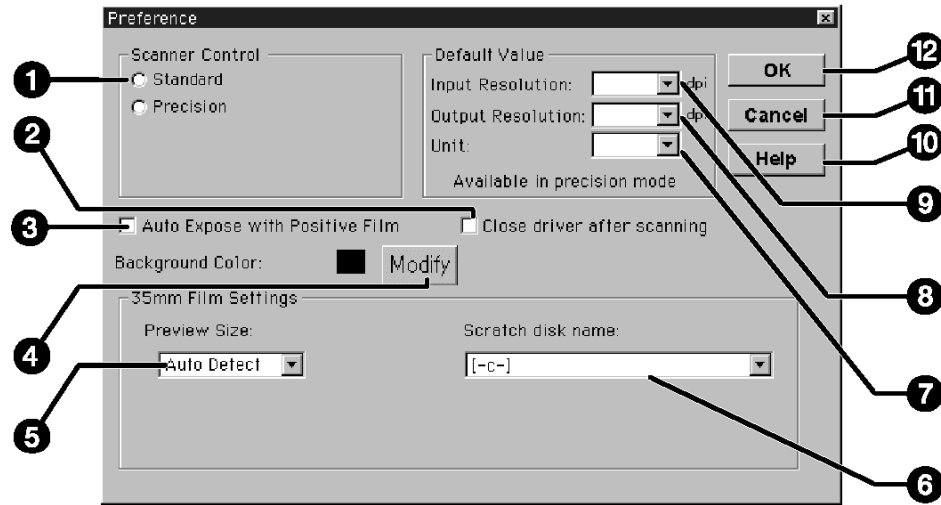 Preference
Scanner Control
Standard
Precision
Default Value
Input Resolution: dpi
Output Resolution: dpi
Unit:
Available in precision mode
OK
Cancel
Help
Auto Expose with Positive Film
Close driver after scanning
Background Color: Modify
35mm Film Settings
Preview Size:
Scratch disk name:
Auto Detect
[-c-]
1
2
3
4
5
6
7
8
9
10
11
12